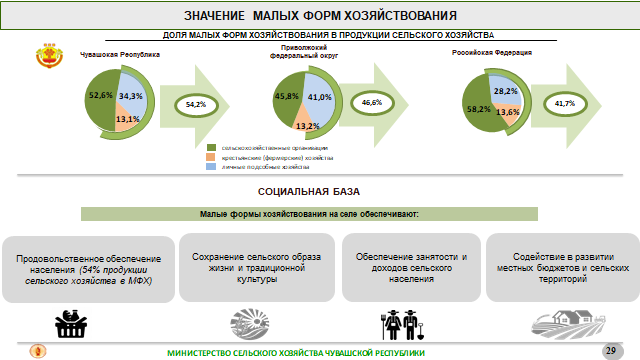 ЗНАЧЕНИЕ МАЛЫХ ФОРМ ХОЗЯЙСТВОВАНИЯ
ДОЛЯ МАЛЫХ ФОРМ ХОЗЯЙСТВОВАНИЯ В ПРОДУКЦИИ СЕЛЬСКОГО ХОЗЯЙСТВА
Чувашская Республика
52,6%
34,3%
13,1%
54,2%
Приволжский
федеральный округ
45,8%
41,0%
13,2%
46,6%
Российская Федерация
28,2%
58,2%
13,6%
41,7%
сельскохозяйственные организации
крестьянские (фермерские) хозяйства
личные подсобные хозяйства
СОЦИАЛЬНАЯ БАЗА
Малые формы хозяйствования на селе обеспечивают:
Продовольственное обеспечение
населения (54% продукции
сельского хозяйства в МФХ)
Сохранение сельского образа
жизни и традиционной
культуры
Обеспечение занятости и
доходов сельского
населения
Содействие в развитии
местных бюджетов и сельских
территорий
МИНИСТЕРСТВО СЕЛЬСКОГО ХОЗЯЙСТВА ЧУВАШСКОЙ РЕСПУБЛИКИ
29